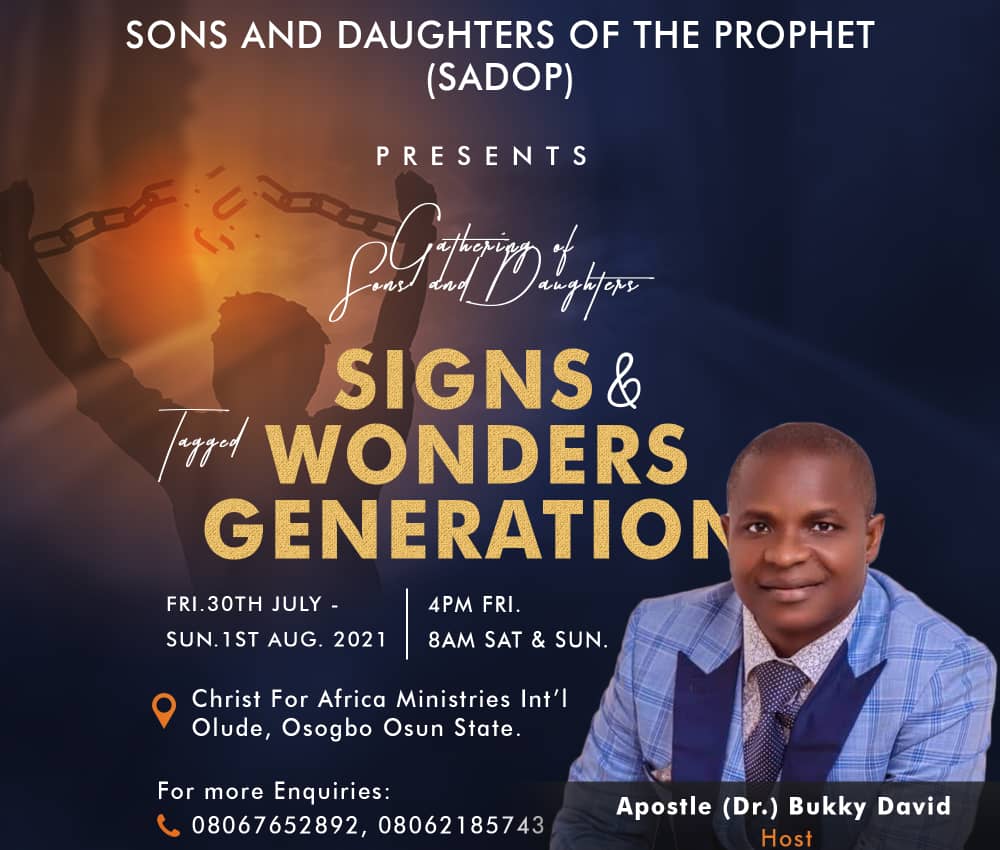 SONS AND DAUGHTERS OF THE PROPHET
(SADOP)
PRESENTS
Gathering of
Sons and Daughters
Tagged
SIGNS &
WONDERS
GENERATION
FRI.30TH JULY -
SUN.1ST AUG. 2021
4PM FRI.
8AM SAT & SUN.
Christ For Africa Ministries Int'l
Olude, Osogbo Osun State.
For more Enquiries:
08067652892, 08062185743
Apostle (Dr.) Bukky David
Host